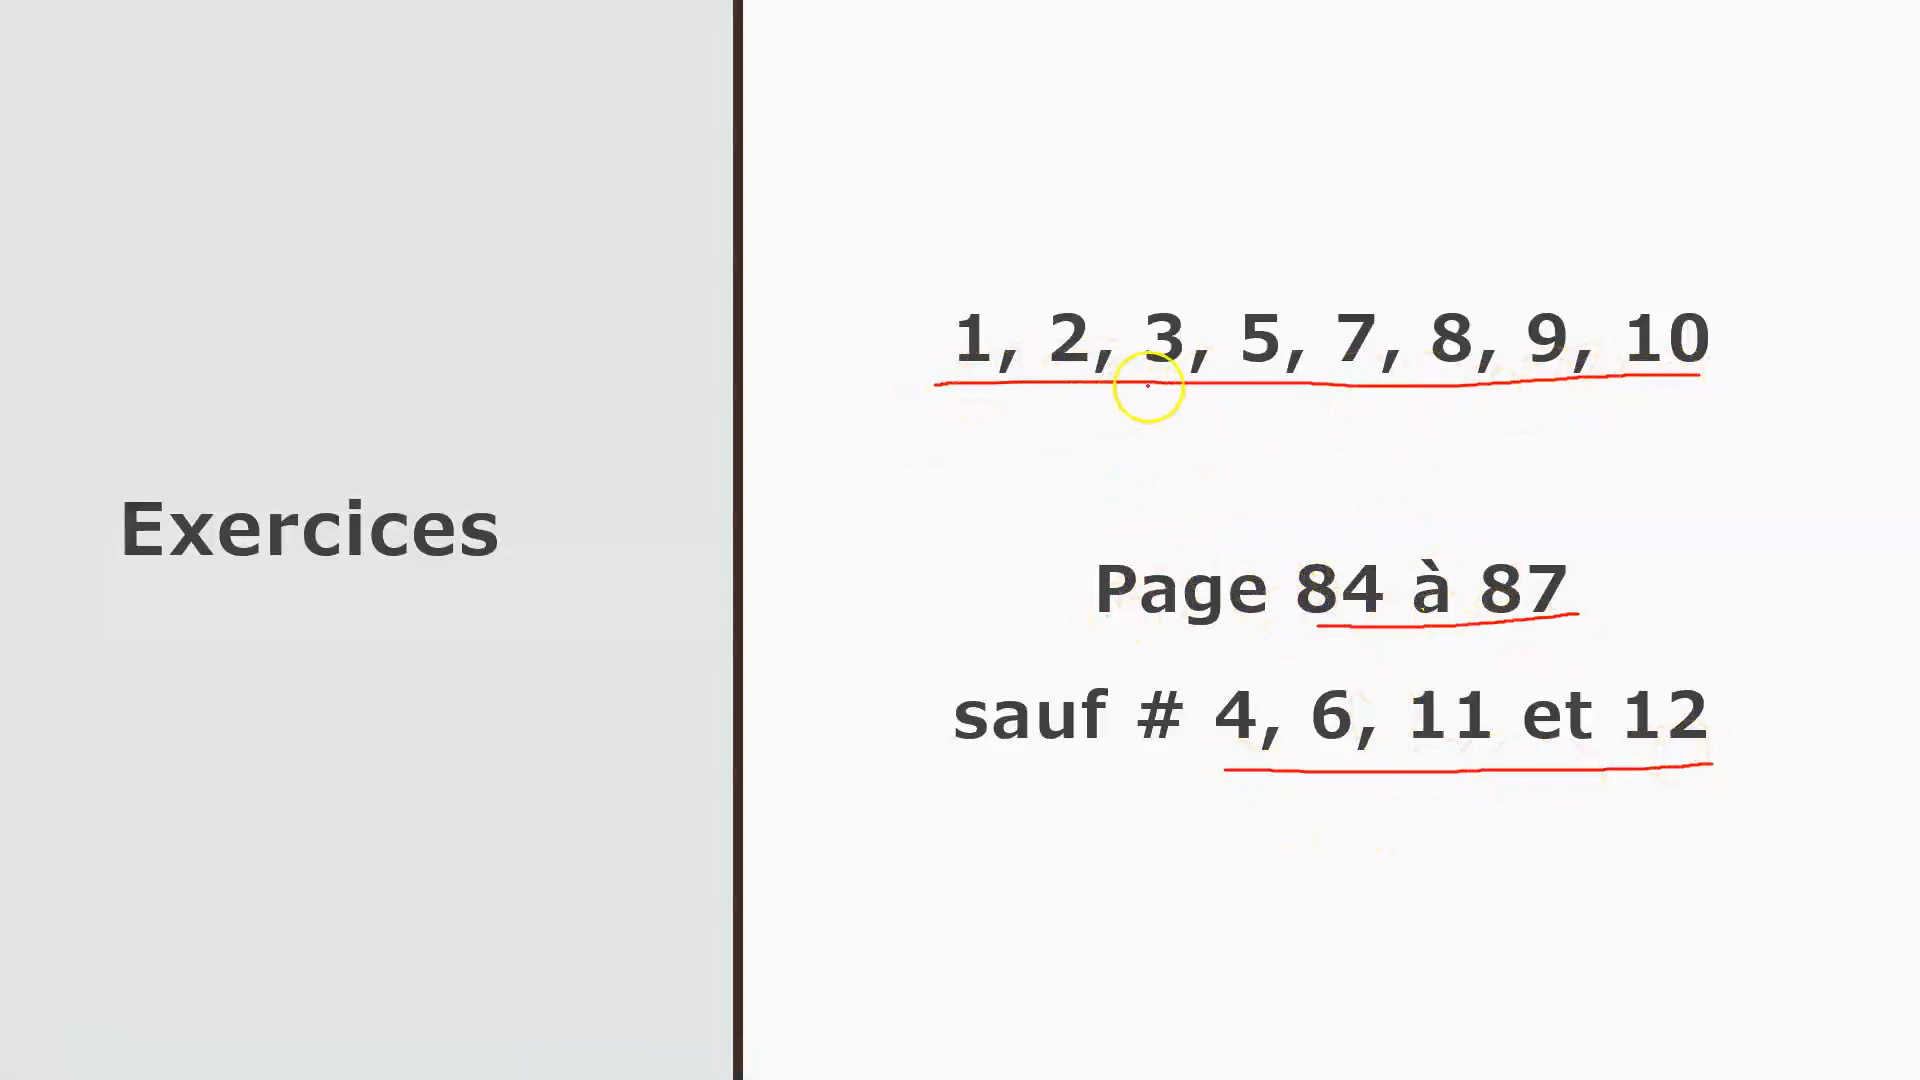 Exercices
1, 2, 3, 5, 7, 8, 9, 10
Page 84 à 87
sauf # 4, 6, 11 et 12